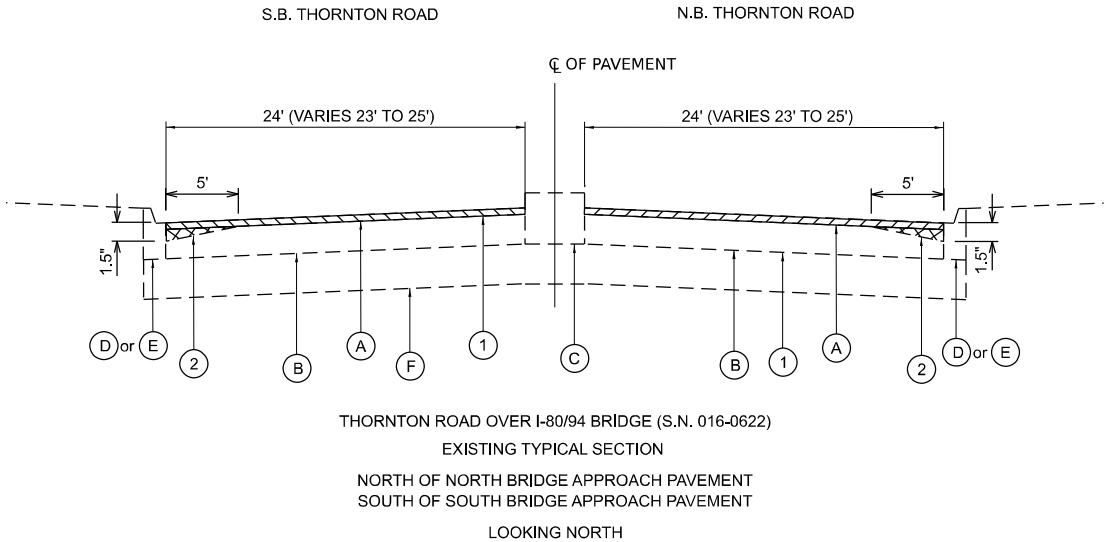 S.B. THORNTON ROAD
N.B. THORNTON ROAD
℄ OF PAVEMENT
24' (VARIES 23' TO 25')
24' (VARIES 23' TO 25')
5'
5'
1.5"
1.5"
D or E
2
B
A
F
1
C
B
1
A
2
D or E
THORNTON ROAD OVER I-80/94 BRIDGE (S.N. 016-0622)
EXISTING TYPICAL SECTION
NORTH OF NORTH BRIDGE APPROACH PAVEMENT
SOUTH OF SOUTH BRIDGE APPROACH PAVEMENT
LOOKING NORTH